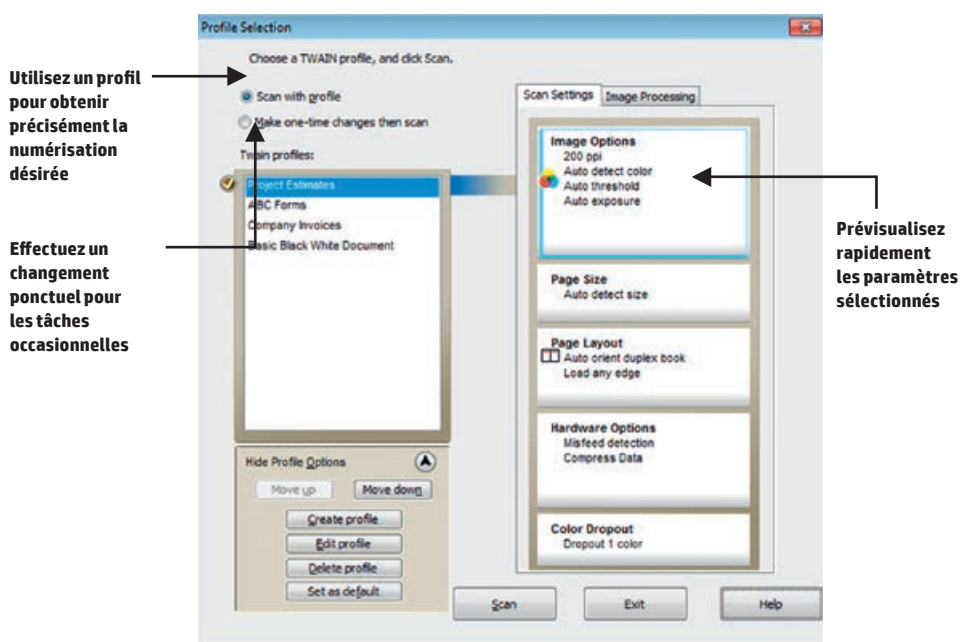 Profile Selection
Choose a TWAIN profile, and click Scan.
Utilisez un profil
pour obtenir
précisément la
numérisation
désirée
Scan with profile
Make one-time changes then scan
Twain profiles:
Project Estimates
ABC Forms
Company Invoices
Basic Black White Document
Effectuez un
changement
ponctuel pour
les tâches
occasionnelles
Hide Profile Options
Move up
Move down
Create profile
Edit profile
Delete profile
Set as default
Scan Settings
Image Processing
Image Options
200 ppi
Auto detect color
Auto threshold
Auto exposure
Page Size
Auto detect size
Page Layout
Auto orient duplex book
Load any edge
Hardware Options
Misfeed detection
Compress Data
Color Dropout
Dropout 1 color
Prévisualisez
rapidement
les paramètres
sélectionnés
Scan
Exit
Help